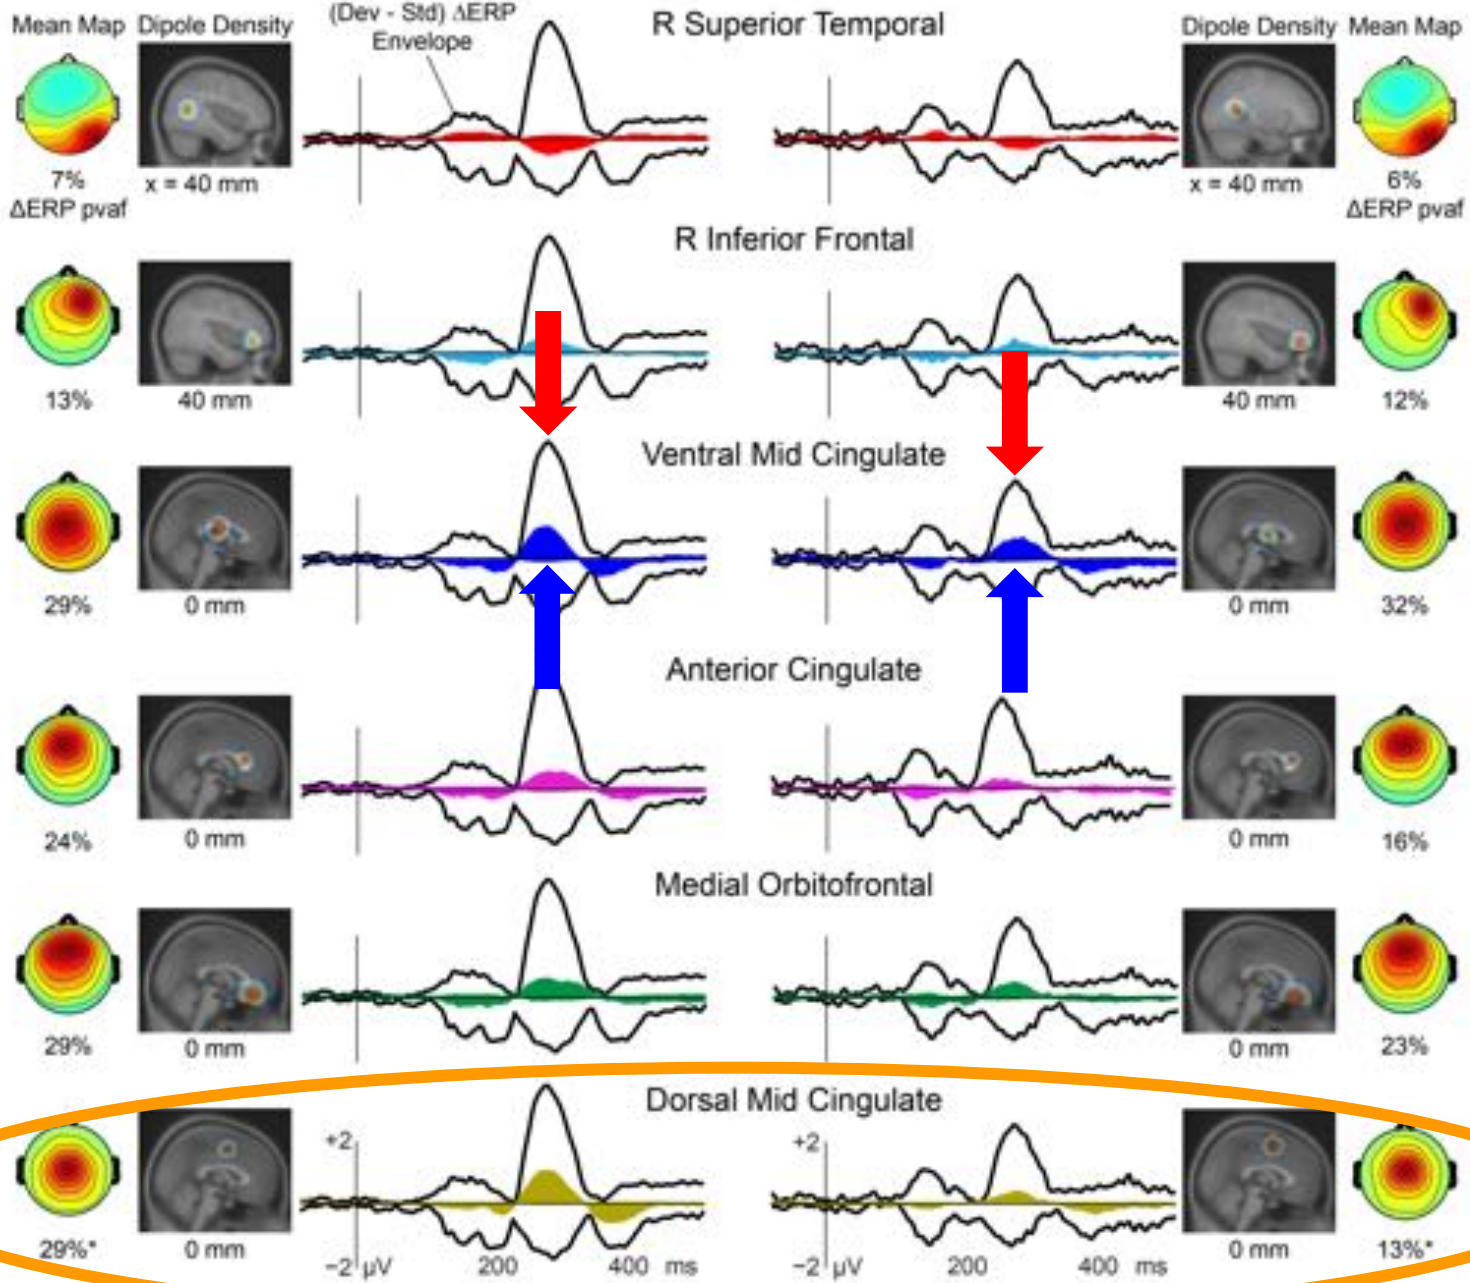 (Dev - Std) ΔERP
Envelope
Mean Map Dipole Density
R Superior Temporal
Dipole Density Mean Map
7%
ΔERP pvaf
x = 40 mm
x = 40 mm
6%
ΔERP pvaf
R Inferior Frontal
13%
40 mm
40 mm
12%
Ventral Mid Cingulate
29%
0 mm
0 mm
32%
Anterior Cingulate
24%
0 mm
0 mm
16%
Medial Orbitofrontal
29%
0 mm
0 mm
23%
Dorsal Mid Cingulate
+2
+2
29%*
0 mm
−2 µV 200 400 ms
−2 µV 200 400 ms
0 mm
13%*